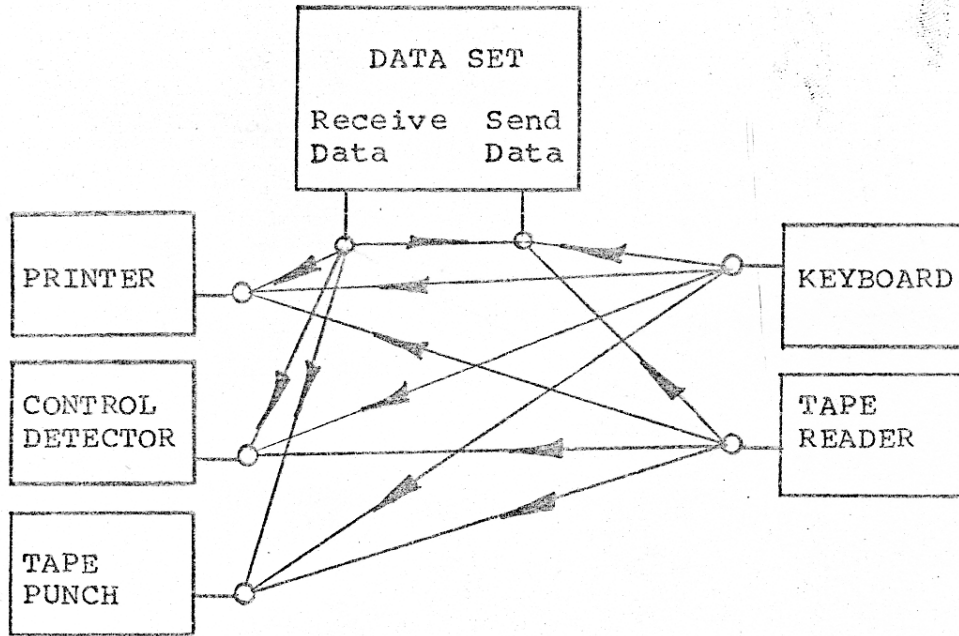 DATA SET
Receive Send
Data Data
PRINTER
KEYBOARD
CONTROL
DETECTOR
TAPE
READER
TAPE
PUNCH